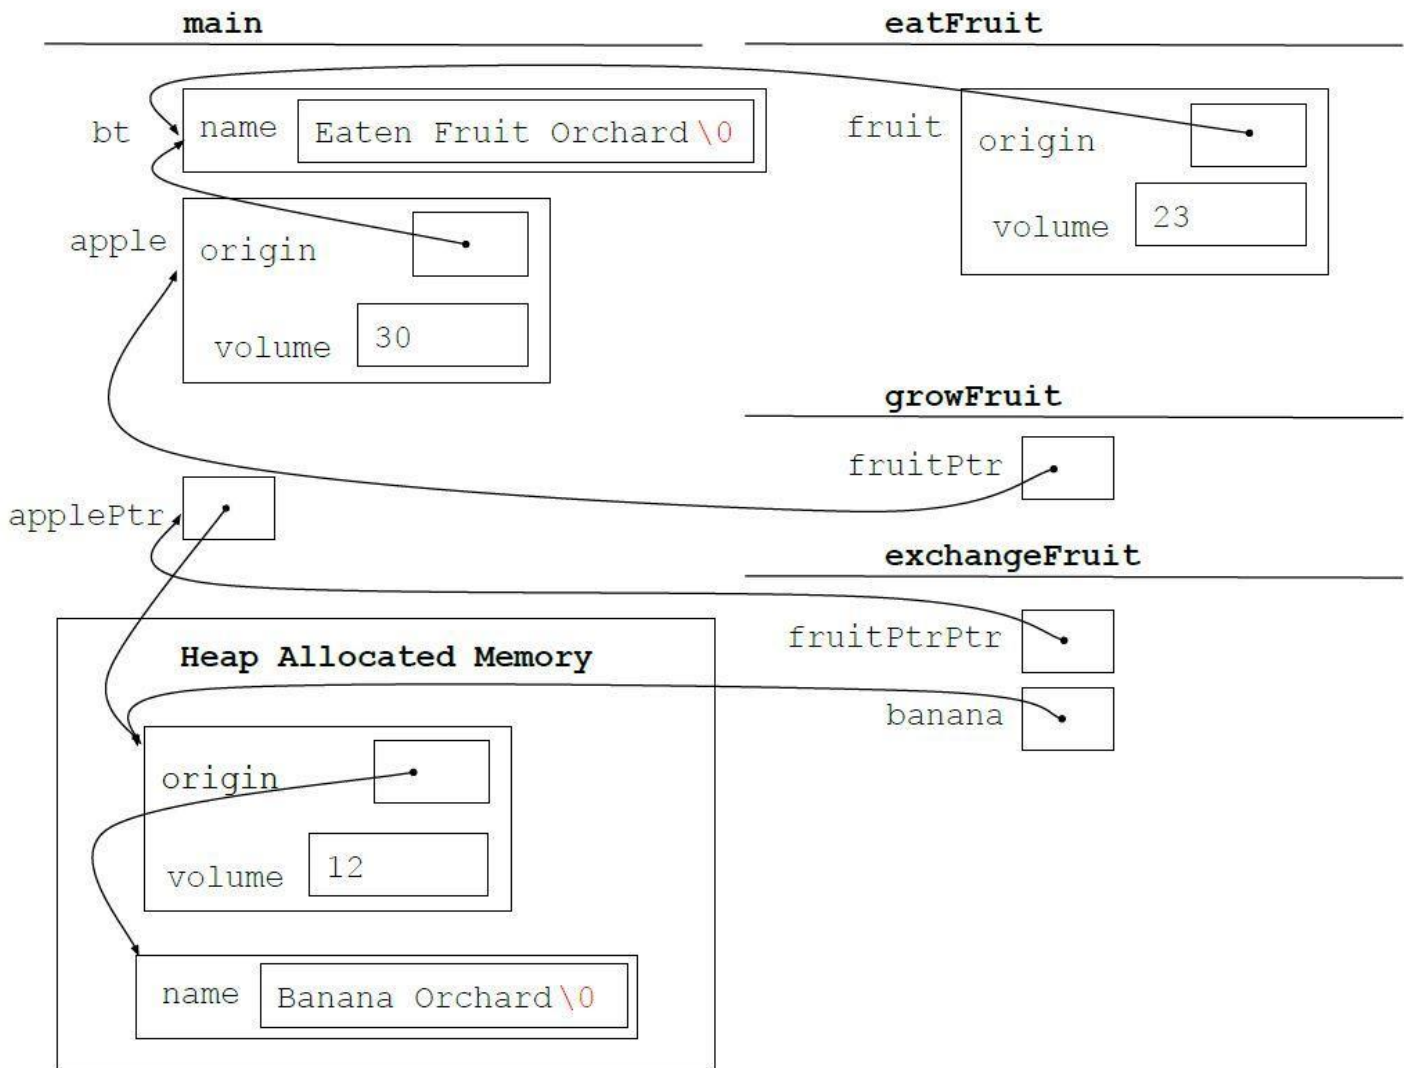 main
eatFruit
bt
name
Eaten Fruit Orchard\0
fruit
origin
volume
23
apple
origin
volume
30
growFruit
fruitPtr
applePtr
exchangeFruit
fruitPtrPtr
banana
Heap Allocated Memory
origin
volume
12
name
Banana Orchard\0